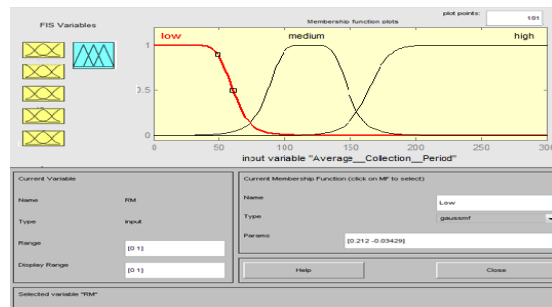 FIS Variables
Membership function plots
plot points:
181
low
medium
high
1
0.5
0
0
50
100
150
200
250
300
input variable "Average__Collection__Period"
Current Variable
Current Membership Function (click on MF to select)
Name
RM
Name
Low
Type
input
Type
gaussmf
Params
[0.212 -0.03429]
Range
[0 1]
Display Range
[0 1]
Help
Close
Selected variable "RM"